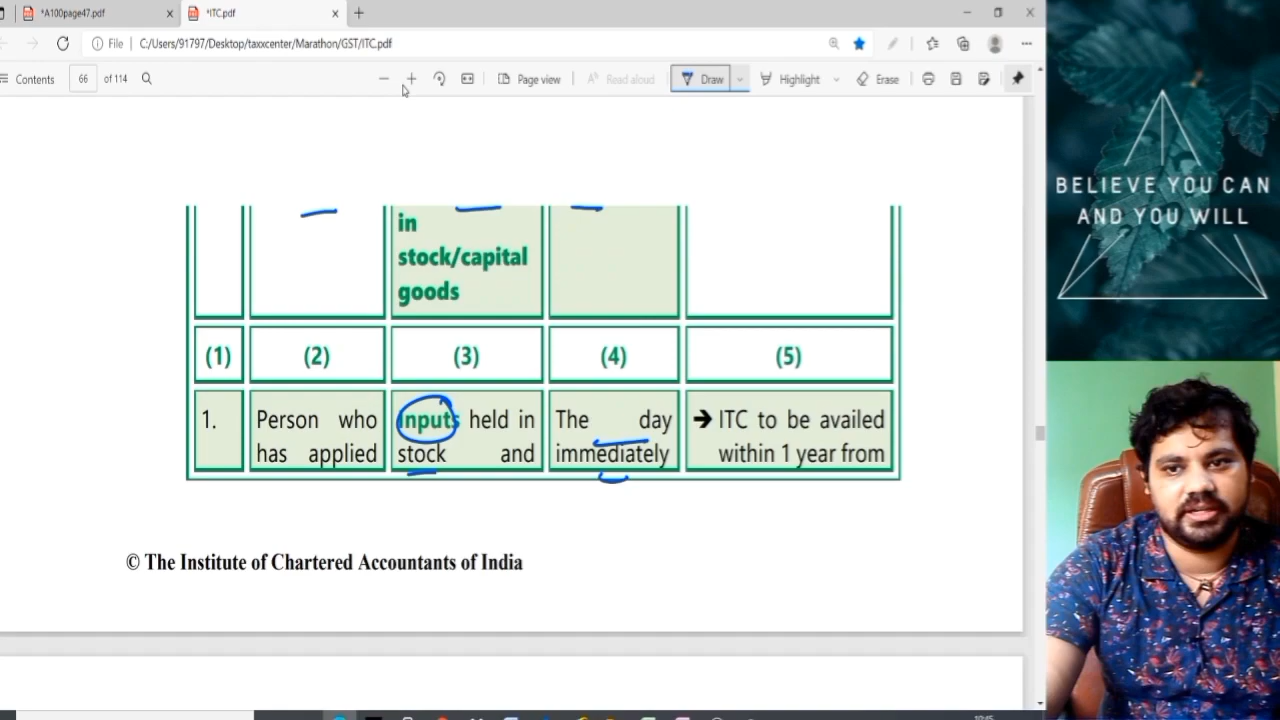 *A100page47.pdf
*ITC.pdf
File
C:/Users/91797/Desktop/taxxcenter/Marathon/GST/ITC.pdf
Contents
66
of 114
Page view
Read aloud
Draw
Highlight
Erase
in
stock/capital
goods
(1)
(2)
(3)
(4)
(5)
1.
Person who
has applied
Inputs held in
stock and
The day
immediately
➔ ITC to be availed
within 1 year from
© The Institute of Chartered Accountants of India
BELIEVE YOU CAN
AND YOU WILL